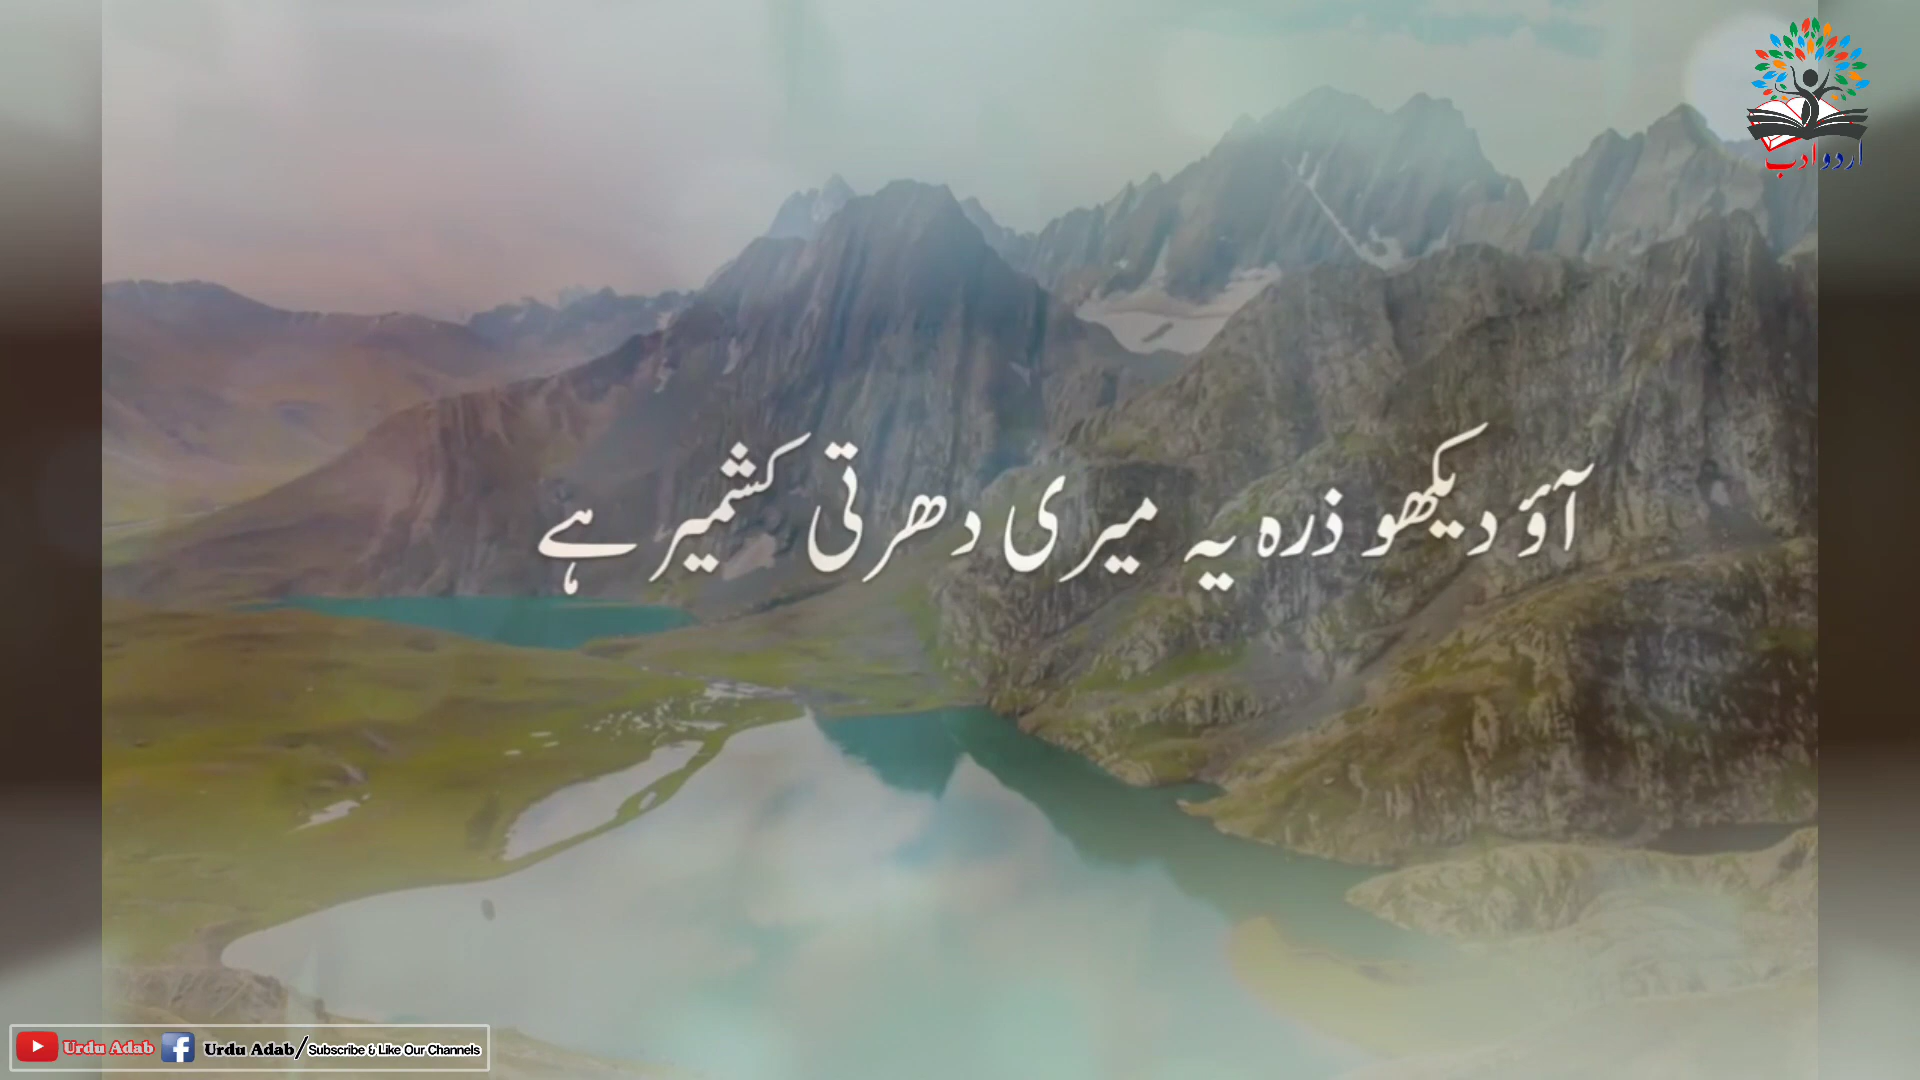 اردو ادب
آؤ دیکھو ذرہ یہ میری دھرتی کشمیر ہے
Urdu Adab Urdu Adab/Subscribe & Like Our Channels